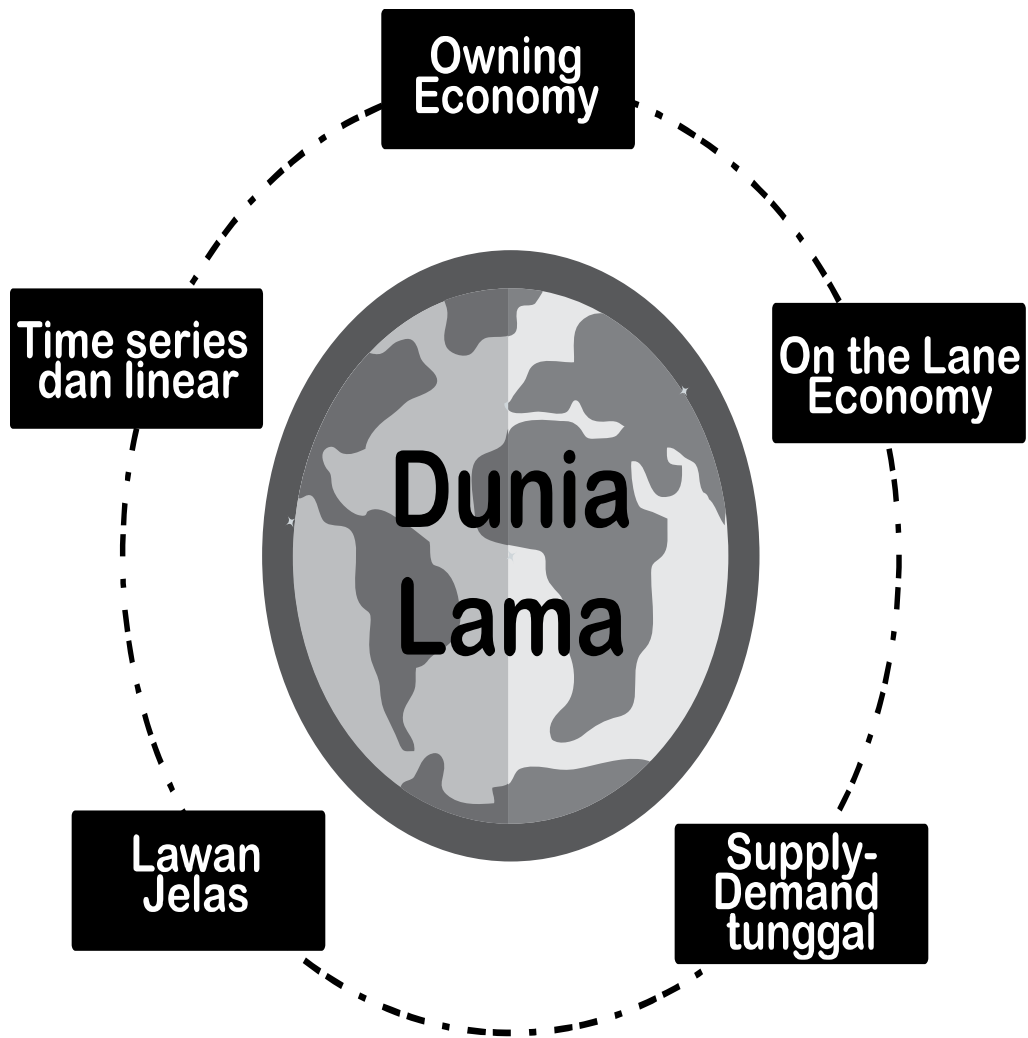 Owning
Economy
Time series
dan linear
On the Lane
Economy
Dunia
Lama
Lawan
Jelas
Supply-
Demand
tunggal